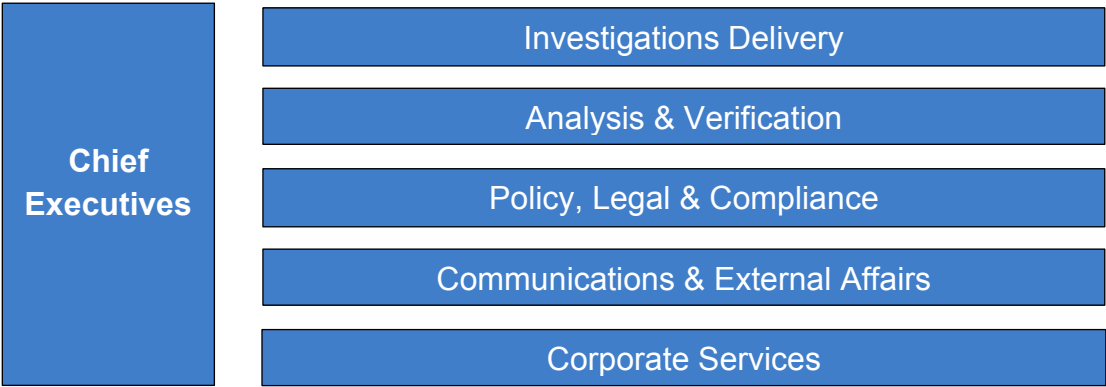 Chief
Executives
Investigations Delivery
Analysis & Verification
Policy, Legal & Compliance
Communications & External Affairs
Corporate Services